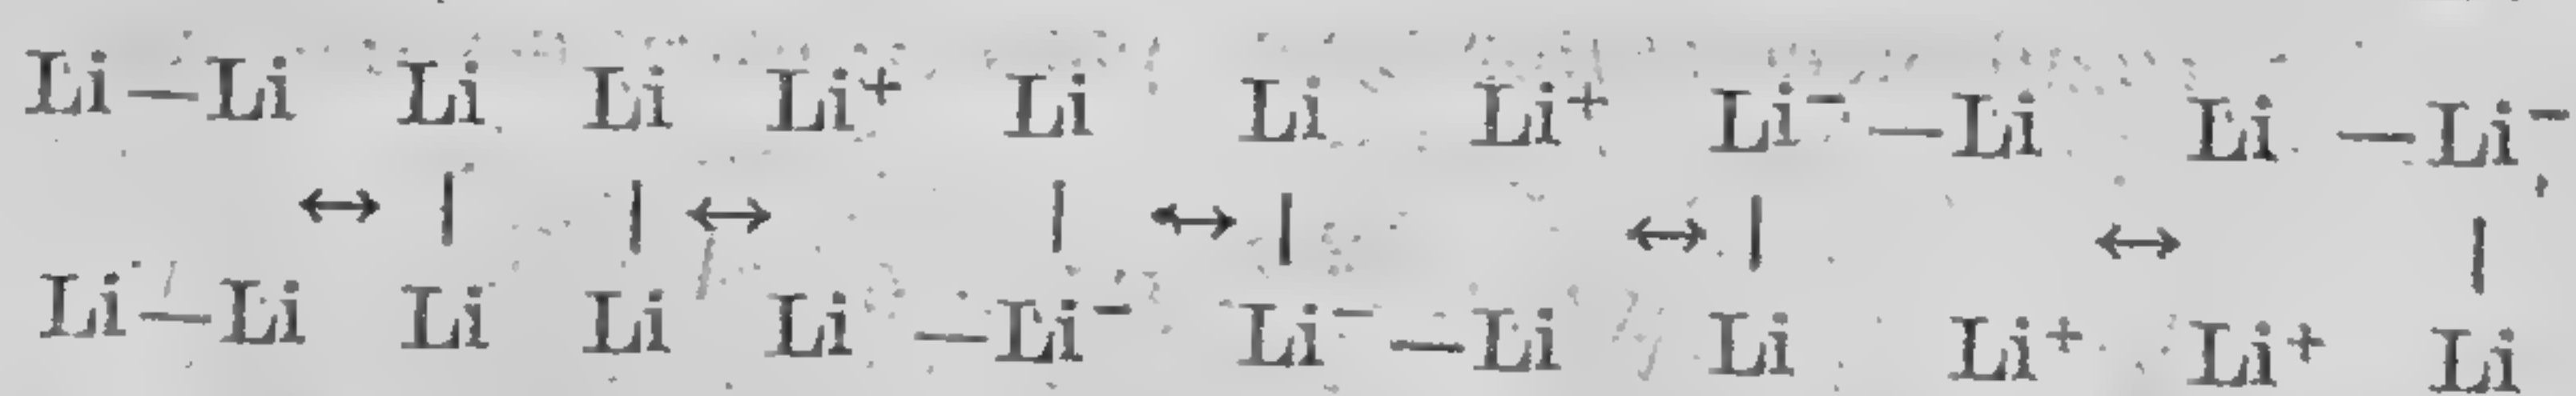 Li—Li Li Li Li⁺ Li Li Li⁺ Li⁻—Li Li—Li⁻
↔ | | ↔ | ↔ | ↔ | ↔ |
Li—Li Li Li Li—Li⁻ Li⁻—Li Li Li⁺ Li⁺ Li